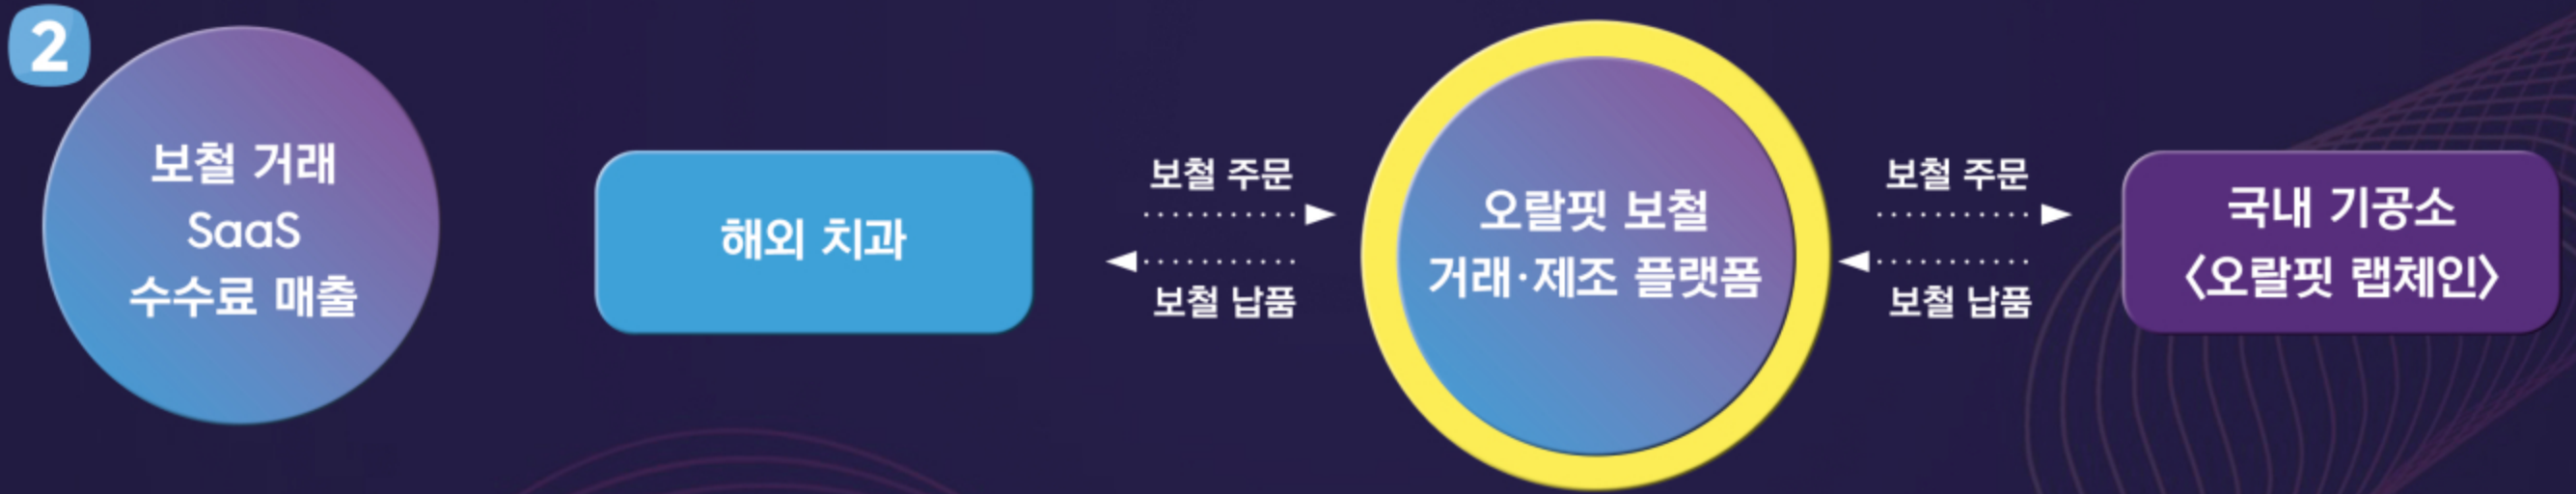 2
보철 거래
SaaS
수수료 매출
해외 치과
보철 주문
보철 납품
오랄핏 보철
거래·제조 플랫폼
보철 주문
보철 납품
국내 기공소
〈오랄핏 랩체인〉